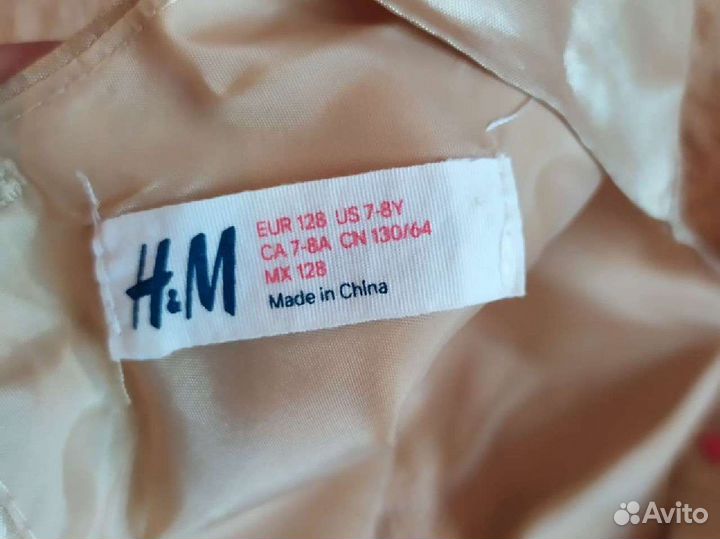 H&M
EUR 128 US 7-8Y
CA 7-8A CN 130/64
MX 128
Made in China
Avito